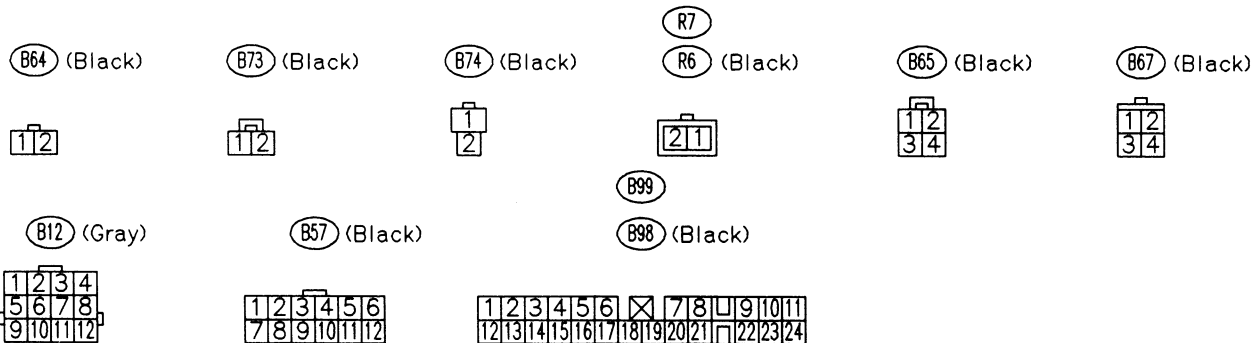 R7
B64 (Black) B73 (Black) B74 (Black) R6 (Black) B65 (Black) B67 (Black)
1 2 1 2 1 2 1 1 2 1 2
2 3 4 3 4
B99
B12 (Gray) B57 (Black) B98 (Black)
1 2 3 4
5 6 7 8 1 2 3 4 5 6 1 2 3 4 5 6 7 8 9 10 11
9 10 11 12 7 8 9 10 11 12 12 13 14 15 16 17 18 19 20 21 22 23 24